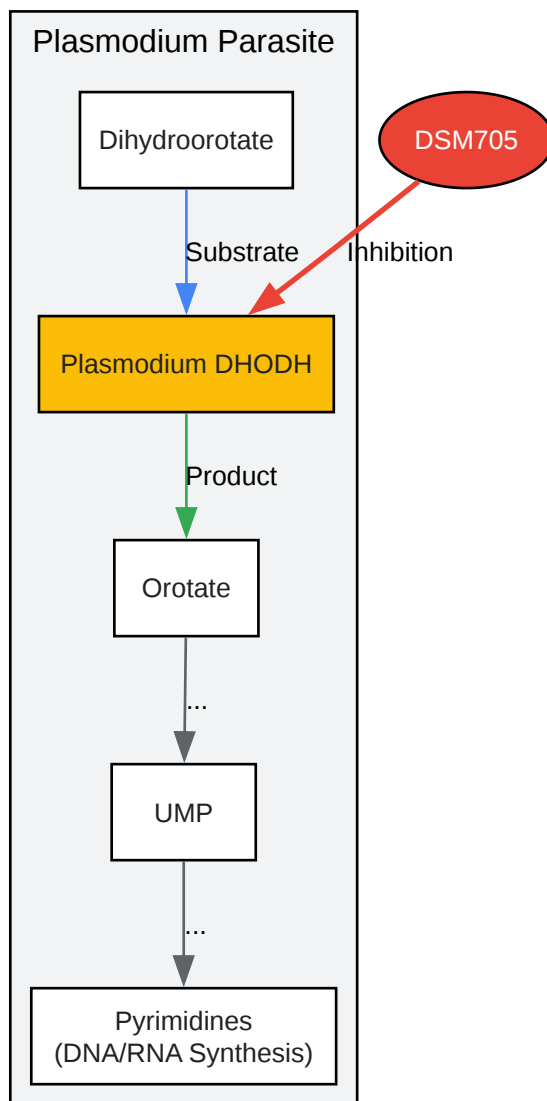 Plasmodium Parasite
Dihydroorotate
DSM705
Substrate
Inhibition
Plasmodium DHODH
Product
Orotate
...
UMP
...
Pyrimidines
(DNA/RNA Synthesis)